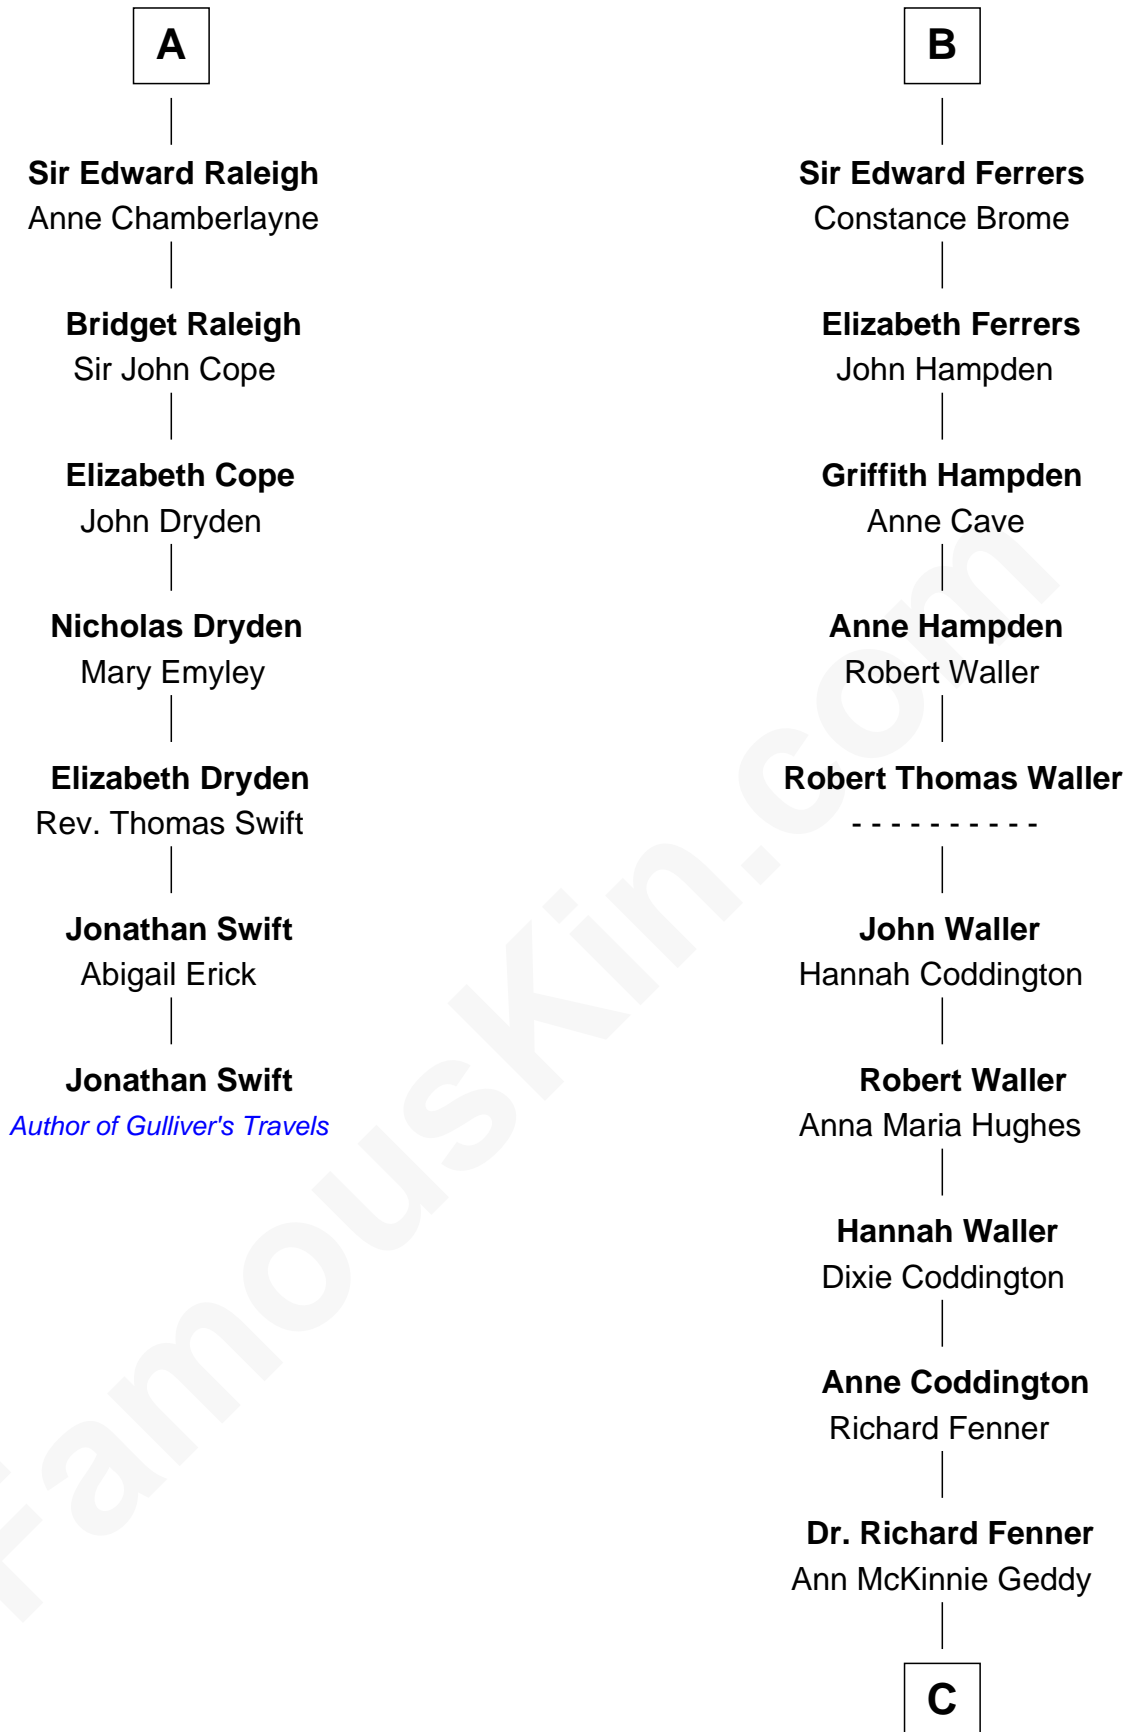 A
Sir Edward Raleigh
Anne Chamberlayne
Bridget Raleigh
Sir John Cope
Elizabeth Cope
John Dryden
Nicholas Dryden
Mary Emyley
Elizabeth Dryden
Rev. Thomas Swift
Jonathan Swift
Abigail Erick
Jonathan Swift
Author of Gulliver's Travels
B
Sir Edward Ferrers
Constance Brome
Elizabeth Ferrers
John Hampden
Griffith Hampden
Anne Cave
Anne Hampden
Robert Waller
Robert Thomas Waller
- - - - - - - - - -
John Waller
Hannah Coddington
Robert Waller
Anna Maria Hughes
Hannah Waller
Dixie Coddington
Anne Coddington
Richard Fenner
Dr. Richard Fenner
Ann McKinnie Geddy
C
FamousKin.com